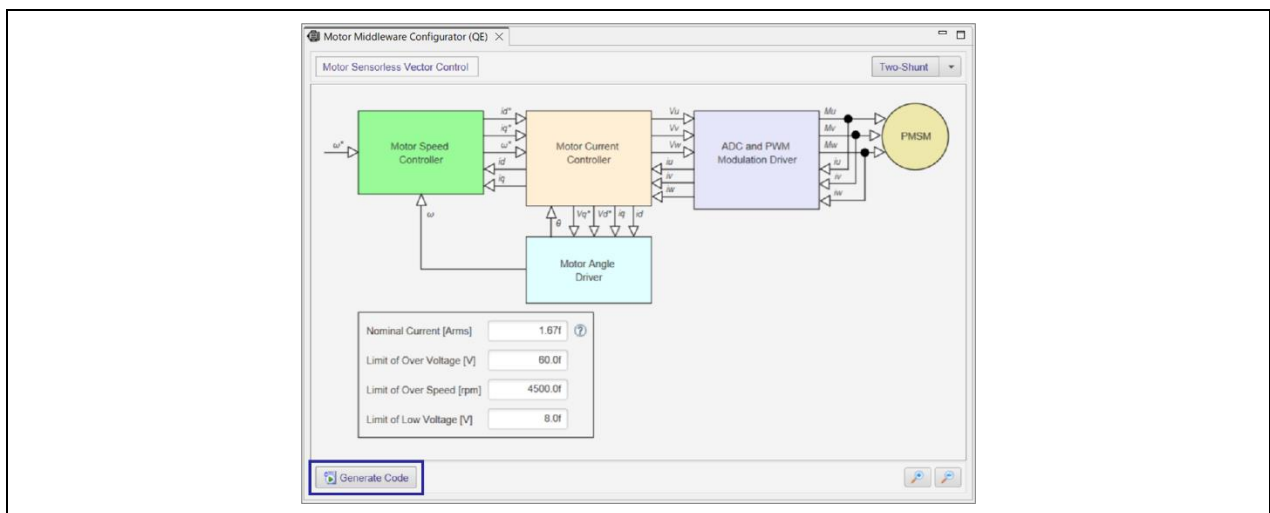 Motor Middleware Configurator (QE)
Motor Sensorless Vector Control
Two-Shunt
ω*
Motor Speed
Controller
id*
iq*
ω*
id
iq
Motor Current
Controller
Vu
Vv
Vw
iu
iv
iw
ADC and PWM
Modulation Driver
Mu
Mv
Mw
iu
iv
iw
PMSM
ω
θ
Vq*
Vd*
iq
id
Motor Angle
Driver
Nominal Current [Arms] 1.67f
Limit of Over Voltage [V] 60.0f
Limit of Over Speed [rpm] 4500.0f
Limit of Low Voltage [V] 8.0f
Generate Code